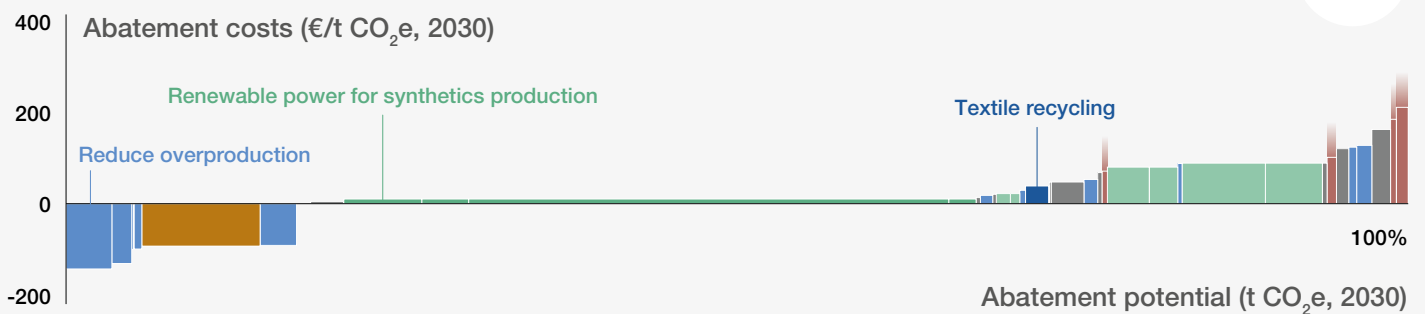 400
Abatement costs (€/t CO₂e, 2030)
Renewable power for synthetics production
Textile recycling
200
Reduce overproduction
0
100%
-200
Abatement potential (t CO₂e, 2030)